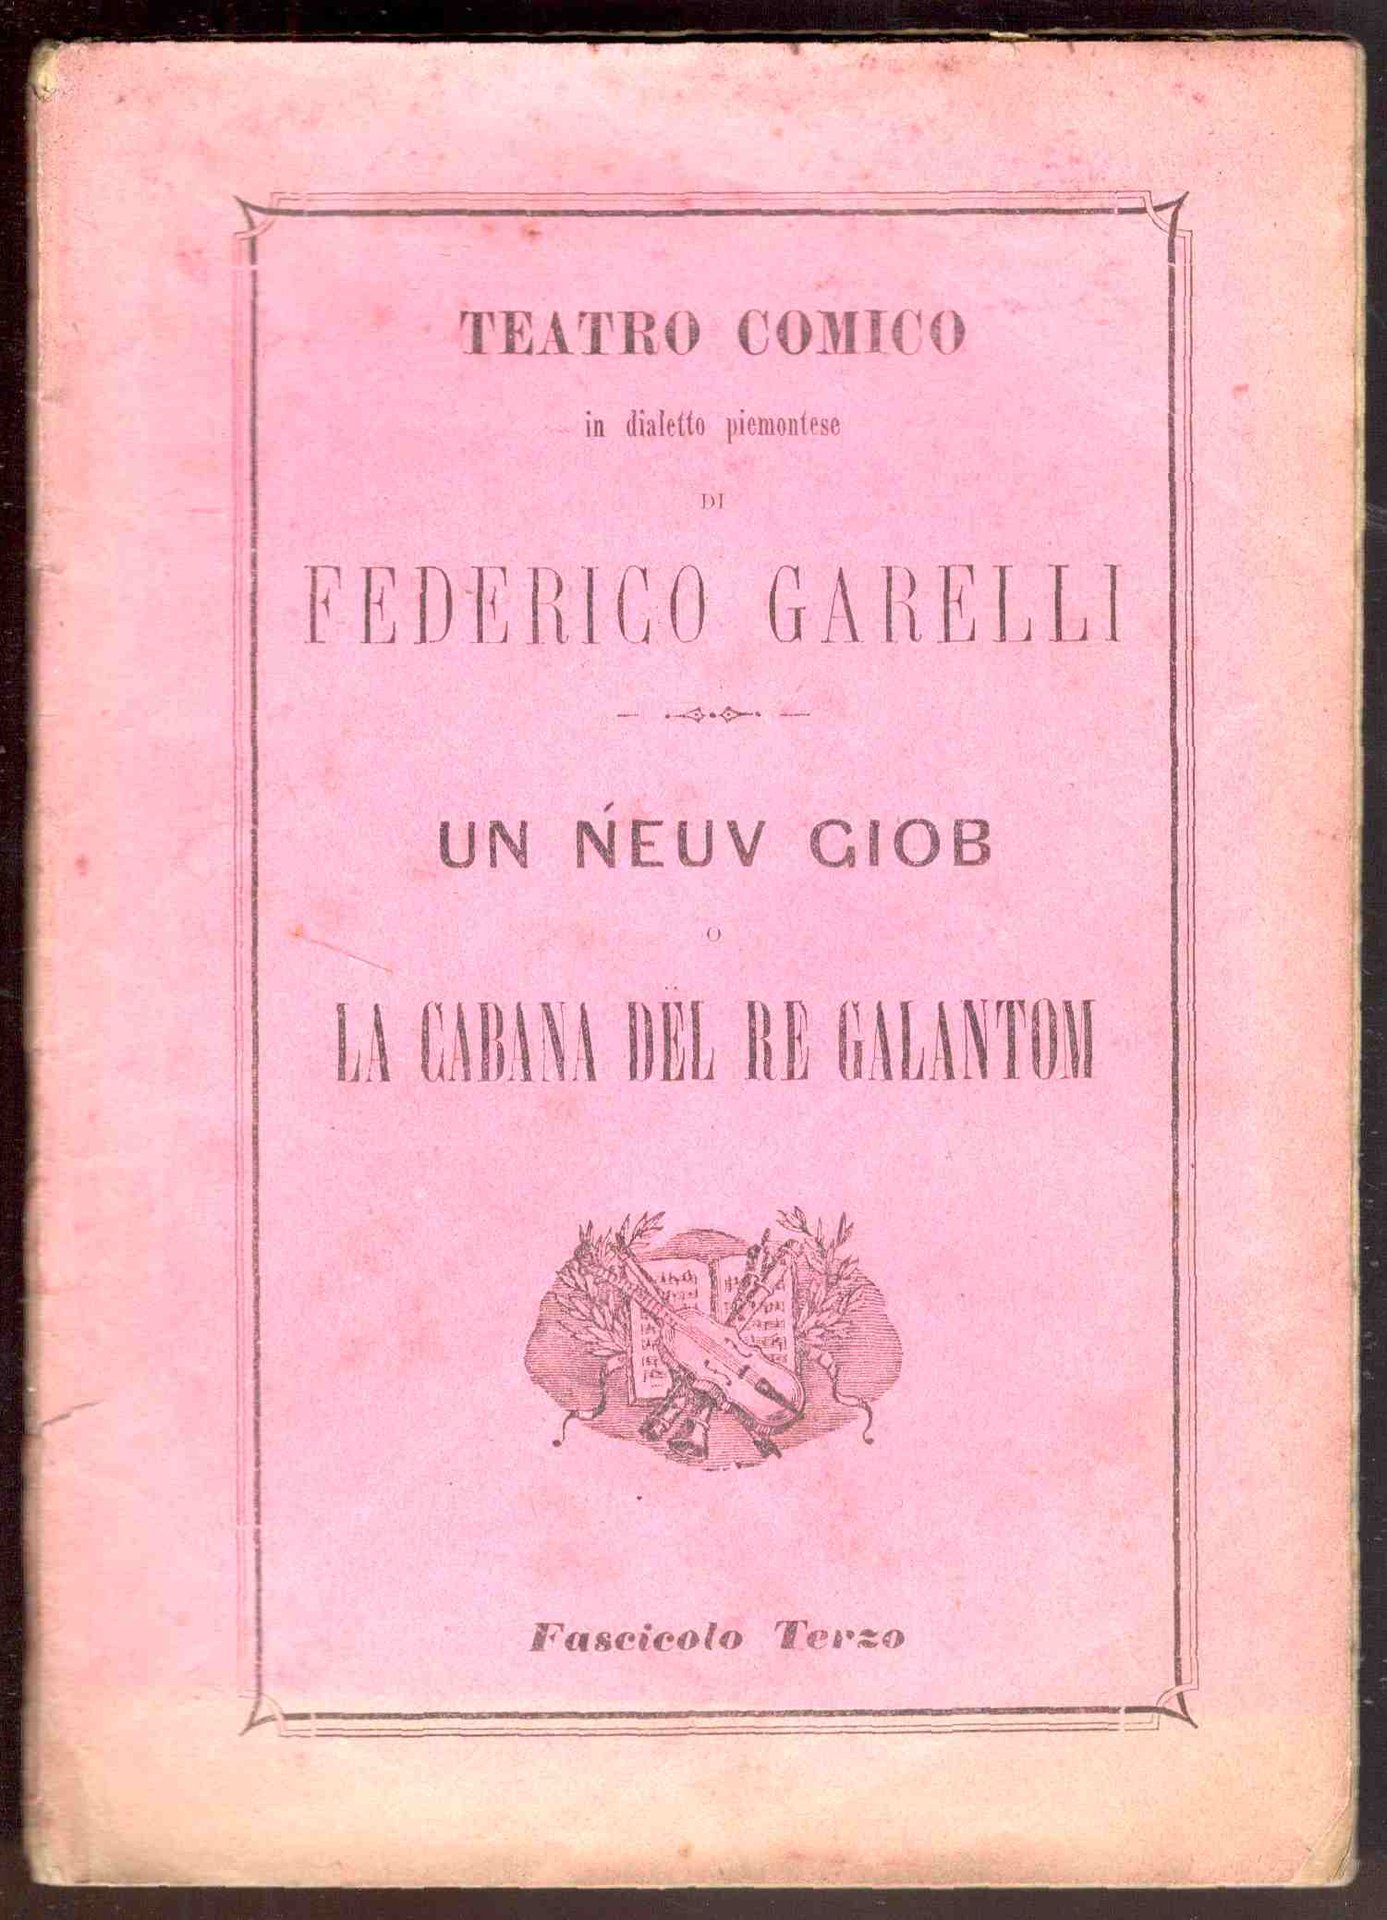 TEATRO COMICO
in dialetto piemontese
DI
FEDERICO GARELLI
UN ŃEUV GIOB
O
LA CABANA DËL RE GALANTOM
Fascicolo Terzo